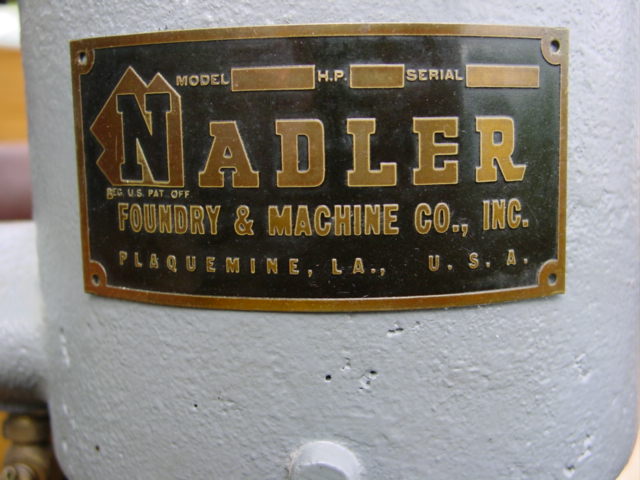 MODEL H.P. SERIAL
NADLER
REG. U.S. PAT. OFF.
FOUNDRY & MACHINE CO., INC.
PLAQUEMINE, LA., U. S. A.